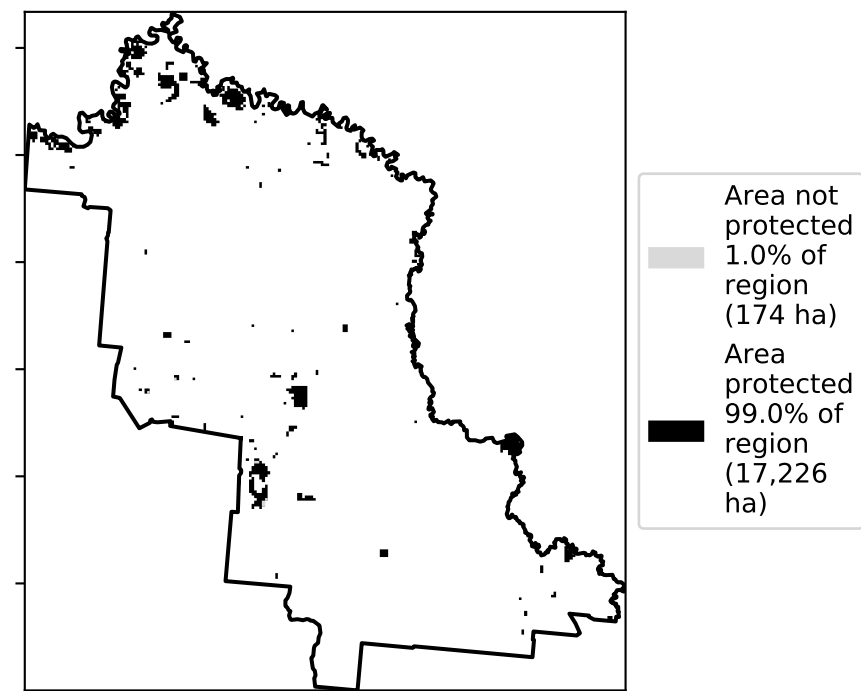 Area not
protected
1.0% of
region
(174 ha)
Area
protected
99.0% of
region
(17,226
ha)